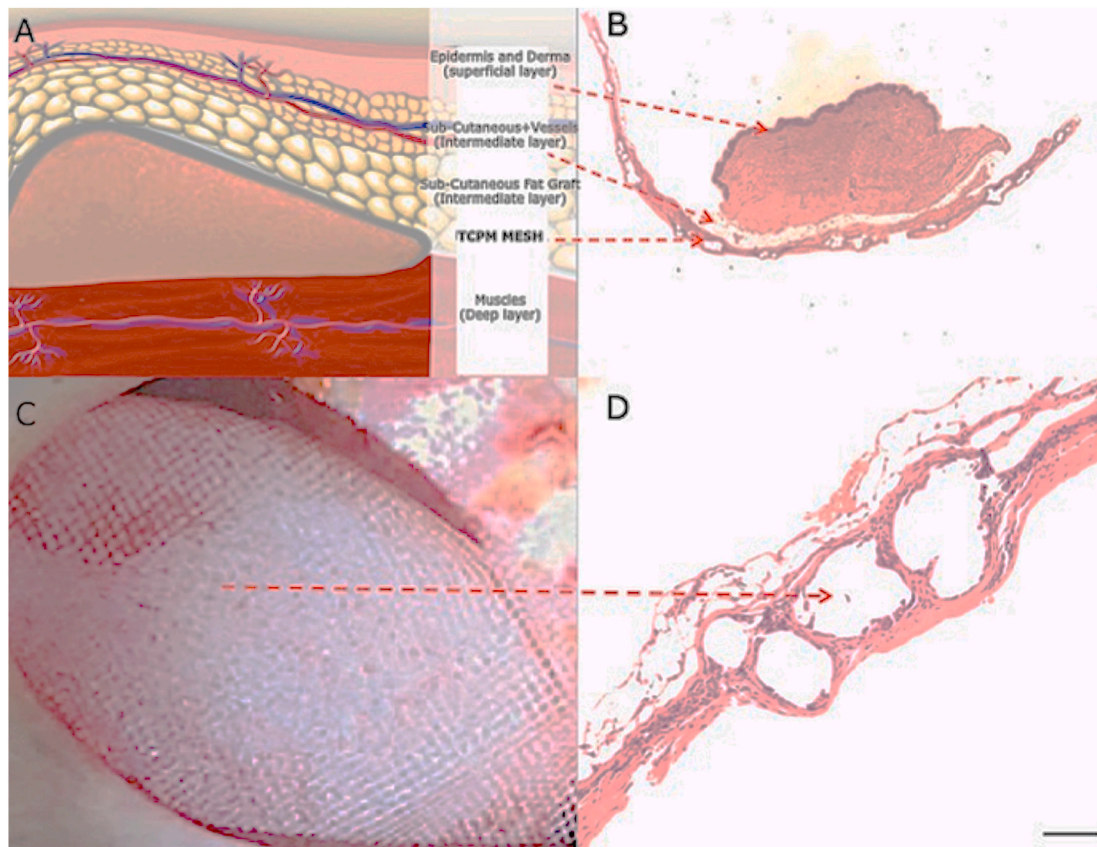 A
B
Epidermis and Derma
(superficial layer)
Sub-Cutaneous+Vessels
(Intermediate layer)
Sub-Cutaneous Fat Graft
(Intermediate layer)
TCPM MESH
Muscles
(Deep layer)
C
D